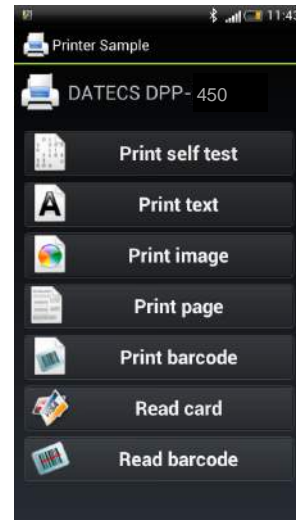 11:43
Printer Sample
DATECS DPP- 450
Print self test
Print text
A
Print image
Print page
Print barcode
Read card
Read barcode